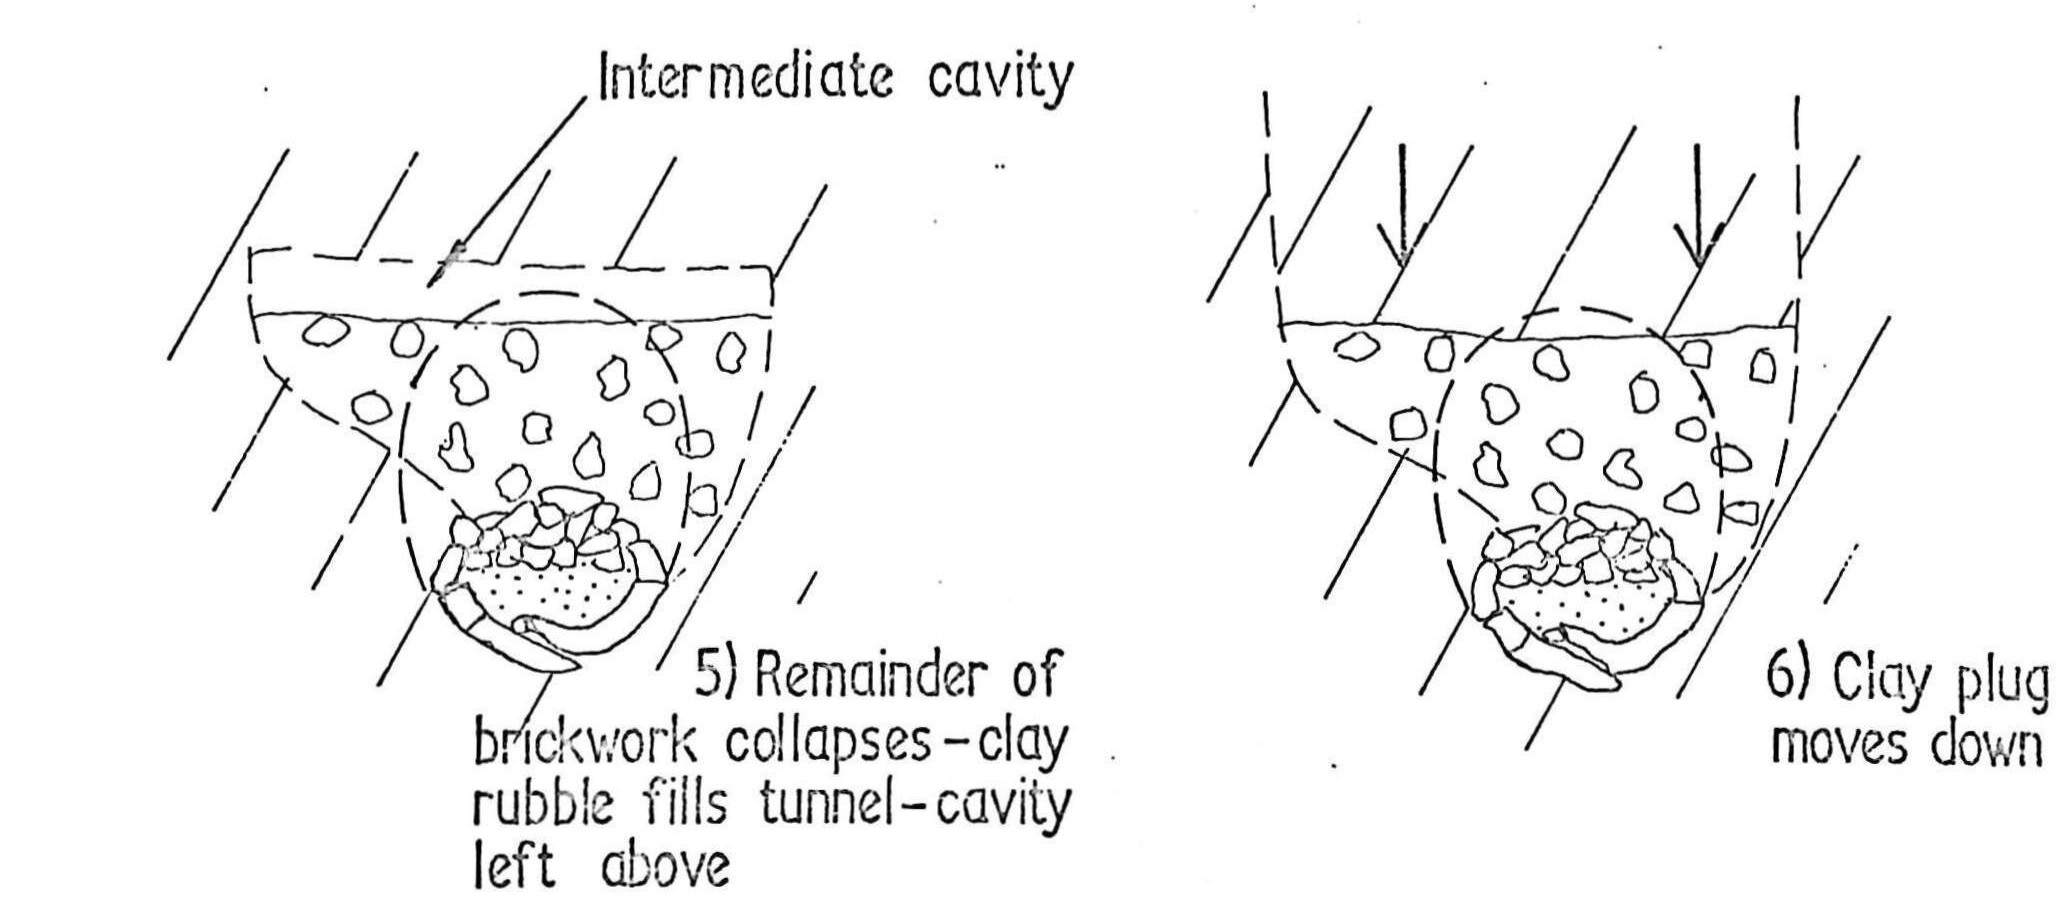 Intermediate cavity
5) Remainder of
brickwork collapses-clay
rubble fills tunnel-cavity
left above
6) Clay plug
moves down